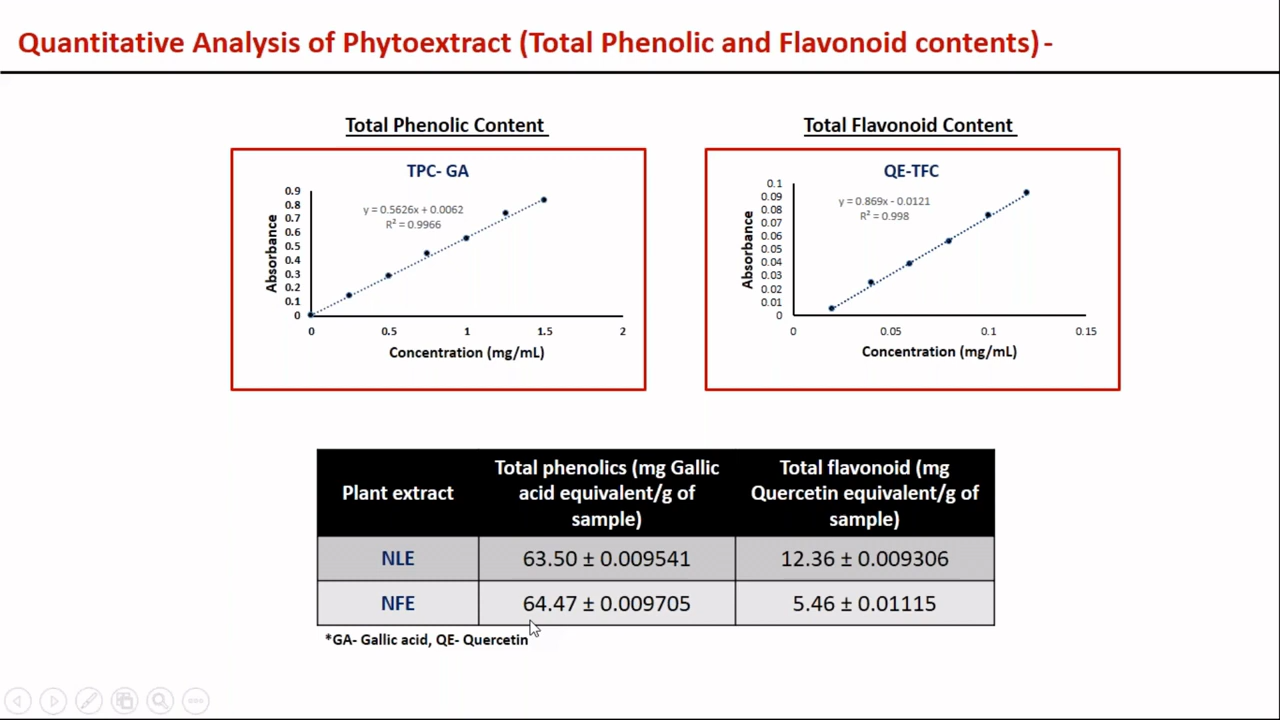 Quantitative Analysis of Phytoextract (Total Phenolic and Flavonoid contents) -
Total Phenolic Content
TPC- GA
Absorbance
0.9
0.8
0.7
0.6
0.5
0.4
0.3
0.2
0.1
0
y = 0.5626x + 0.0062
R² = 0.9966
0 0.5 1 1.5 2
Concentration (mg/mL)
Total Flavonoid Content
QE-TFC
Absorbance
0.1
0.09
0.08
0.07
0.06
0.05
0.04
0.03
0.02
0.01
0
y = 0.869x - 0.0121
R² = 0.998
0 0.05 0.1 0.15
Concentration (mg/mL)
Plant extract
Total phenolics (mg Gallic
acid equivalent/g of
sample)
Total flavonoid (mg
Quercetin equivalent/g of
sample)
NLE 63.50 ± 0.009541 12.36 ± 0.009306
NFE 64.47 ± 0.009705 5.46 ± 0.01115
*GA- Gallic acid, QE- Quercetin